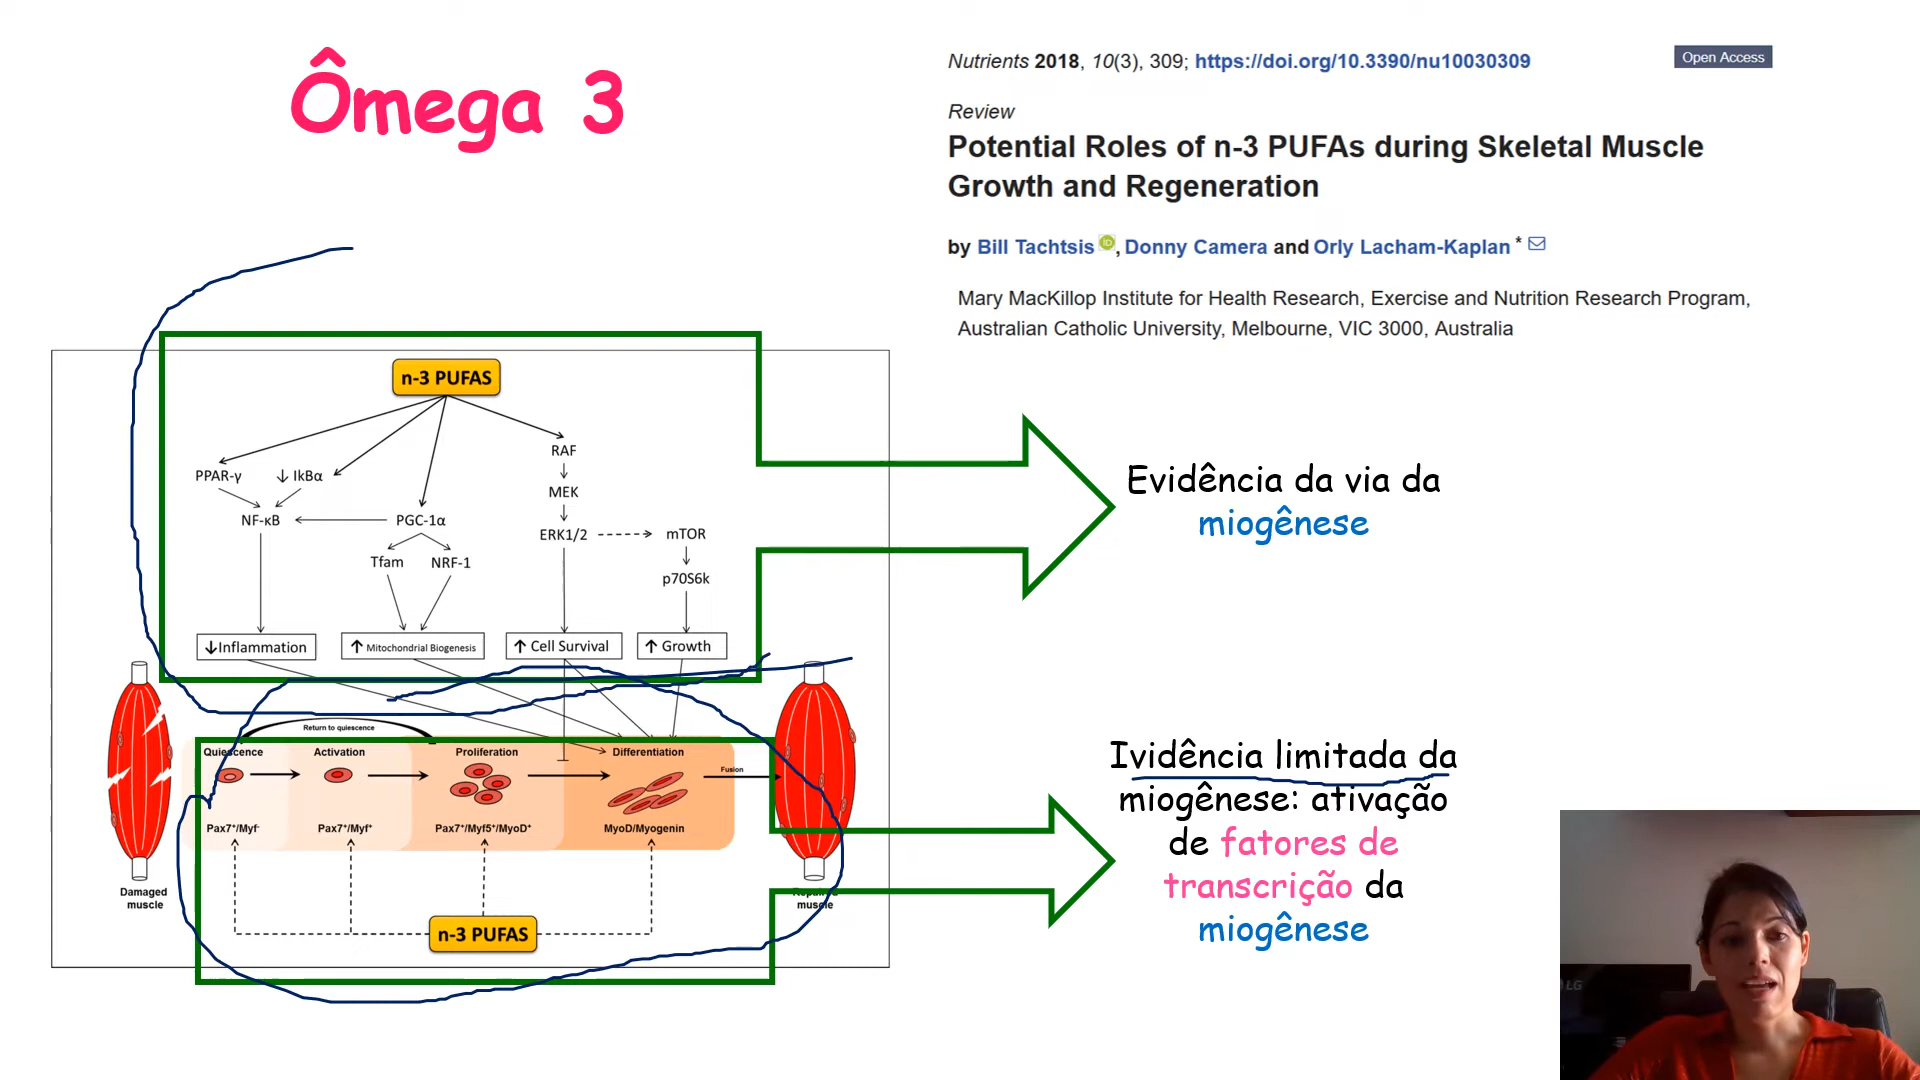 Ômega 3
Nutrients 2018, 10(3), 309; https://doi.org/10.3390/nu10030309
Open Access
Review
Potential Roles of n-3 PUFAs during Skeletal Muscle
Growth and Regeneration
by Bill Tachtsis iD, Donny Camera and Orly Lacham-Kaplan *
Mary MacKillop Institute for Health Research, Exercise and Nutrition Research Program,
Australian Catholic University, Melbourne, VIC 3000, Australia
n-3 PUFAS
RAF
PPAR-γ ↓ IkBα
MEK
NF-κB PGC-1α
ERK1/2 mTOR
Tfam NRF-1
p70S6k
↓Inflammation ↑ Mitochondrial Biogenesis ↑ Cell Survival ↑ Growth
Evidência da via da
miogênese
Return to quiescence
Quiescence Activation Proliferation Differentiation
Fusion
Pax7⁺/Myf⁻ Pax7⁺/Myf⁺ Pax7⁺/Myf5⁺/MyoD⁺ MyoD/Myogenin
Damaged
muscle
Repaired
muscle
n-3 PUFAS
Ividência limitada da
miogênese: ativação
de fatores de
transcrição da
miogênese
LG